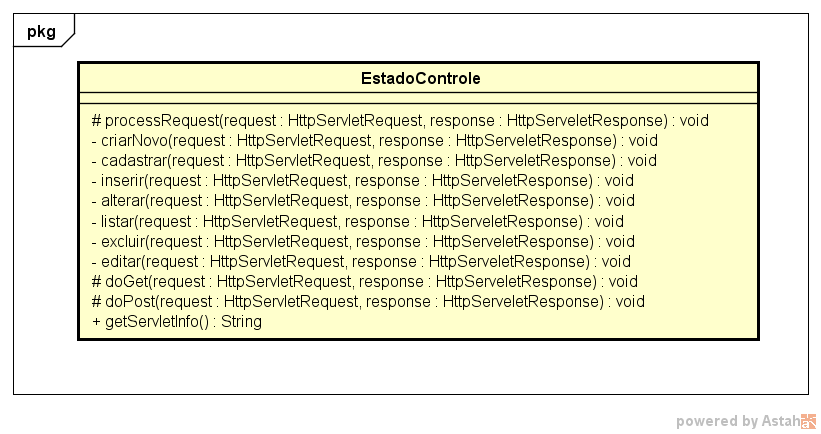 pkg
EstadoControle
# processRequest(request : HttpServletRequest, response : HttpServeletResponse) : void
- criarNovo(request : HttpServletRequest, response : HttpServeletResponse) : void
- cadastrar(request : HttpServletRequest, response : HttpServeletResponse) : void
- inserir(request : HttpServletRequest, response : HttpServeletResponse) : void
- alterar(request : HttpServletRequest, response : HttpServeletResponse) : void
- listar(request : HttpServletRequest, response : HttpServeletResponse) : void
- excluir(request : HttpServletRequest, response : HttpServeletResponse) : void
- editar(request : HttpServletRequest, response : HttpServeletResponse) : void
# doGet(request : HttpServletRequest, response : HttpServeletResponse) : void
# doPost(request : HttpServletRequest, response : HttpServeletResponse) : void
+ getServletInfo() : String
powered by Astah